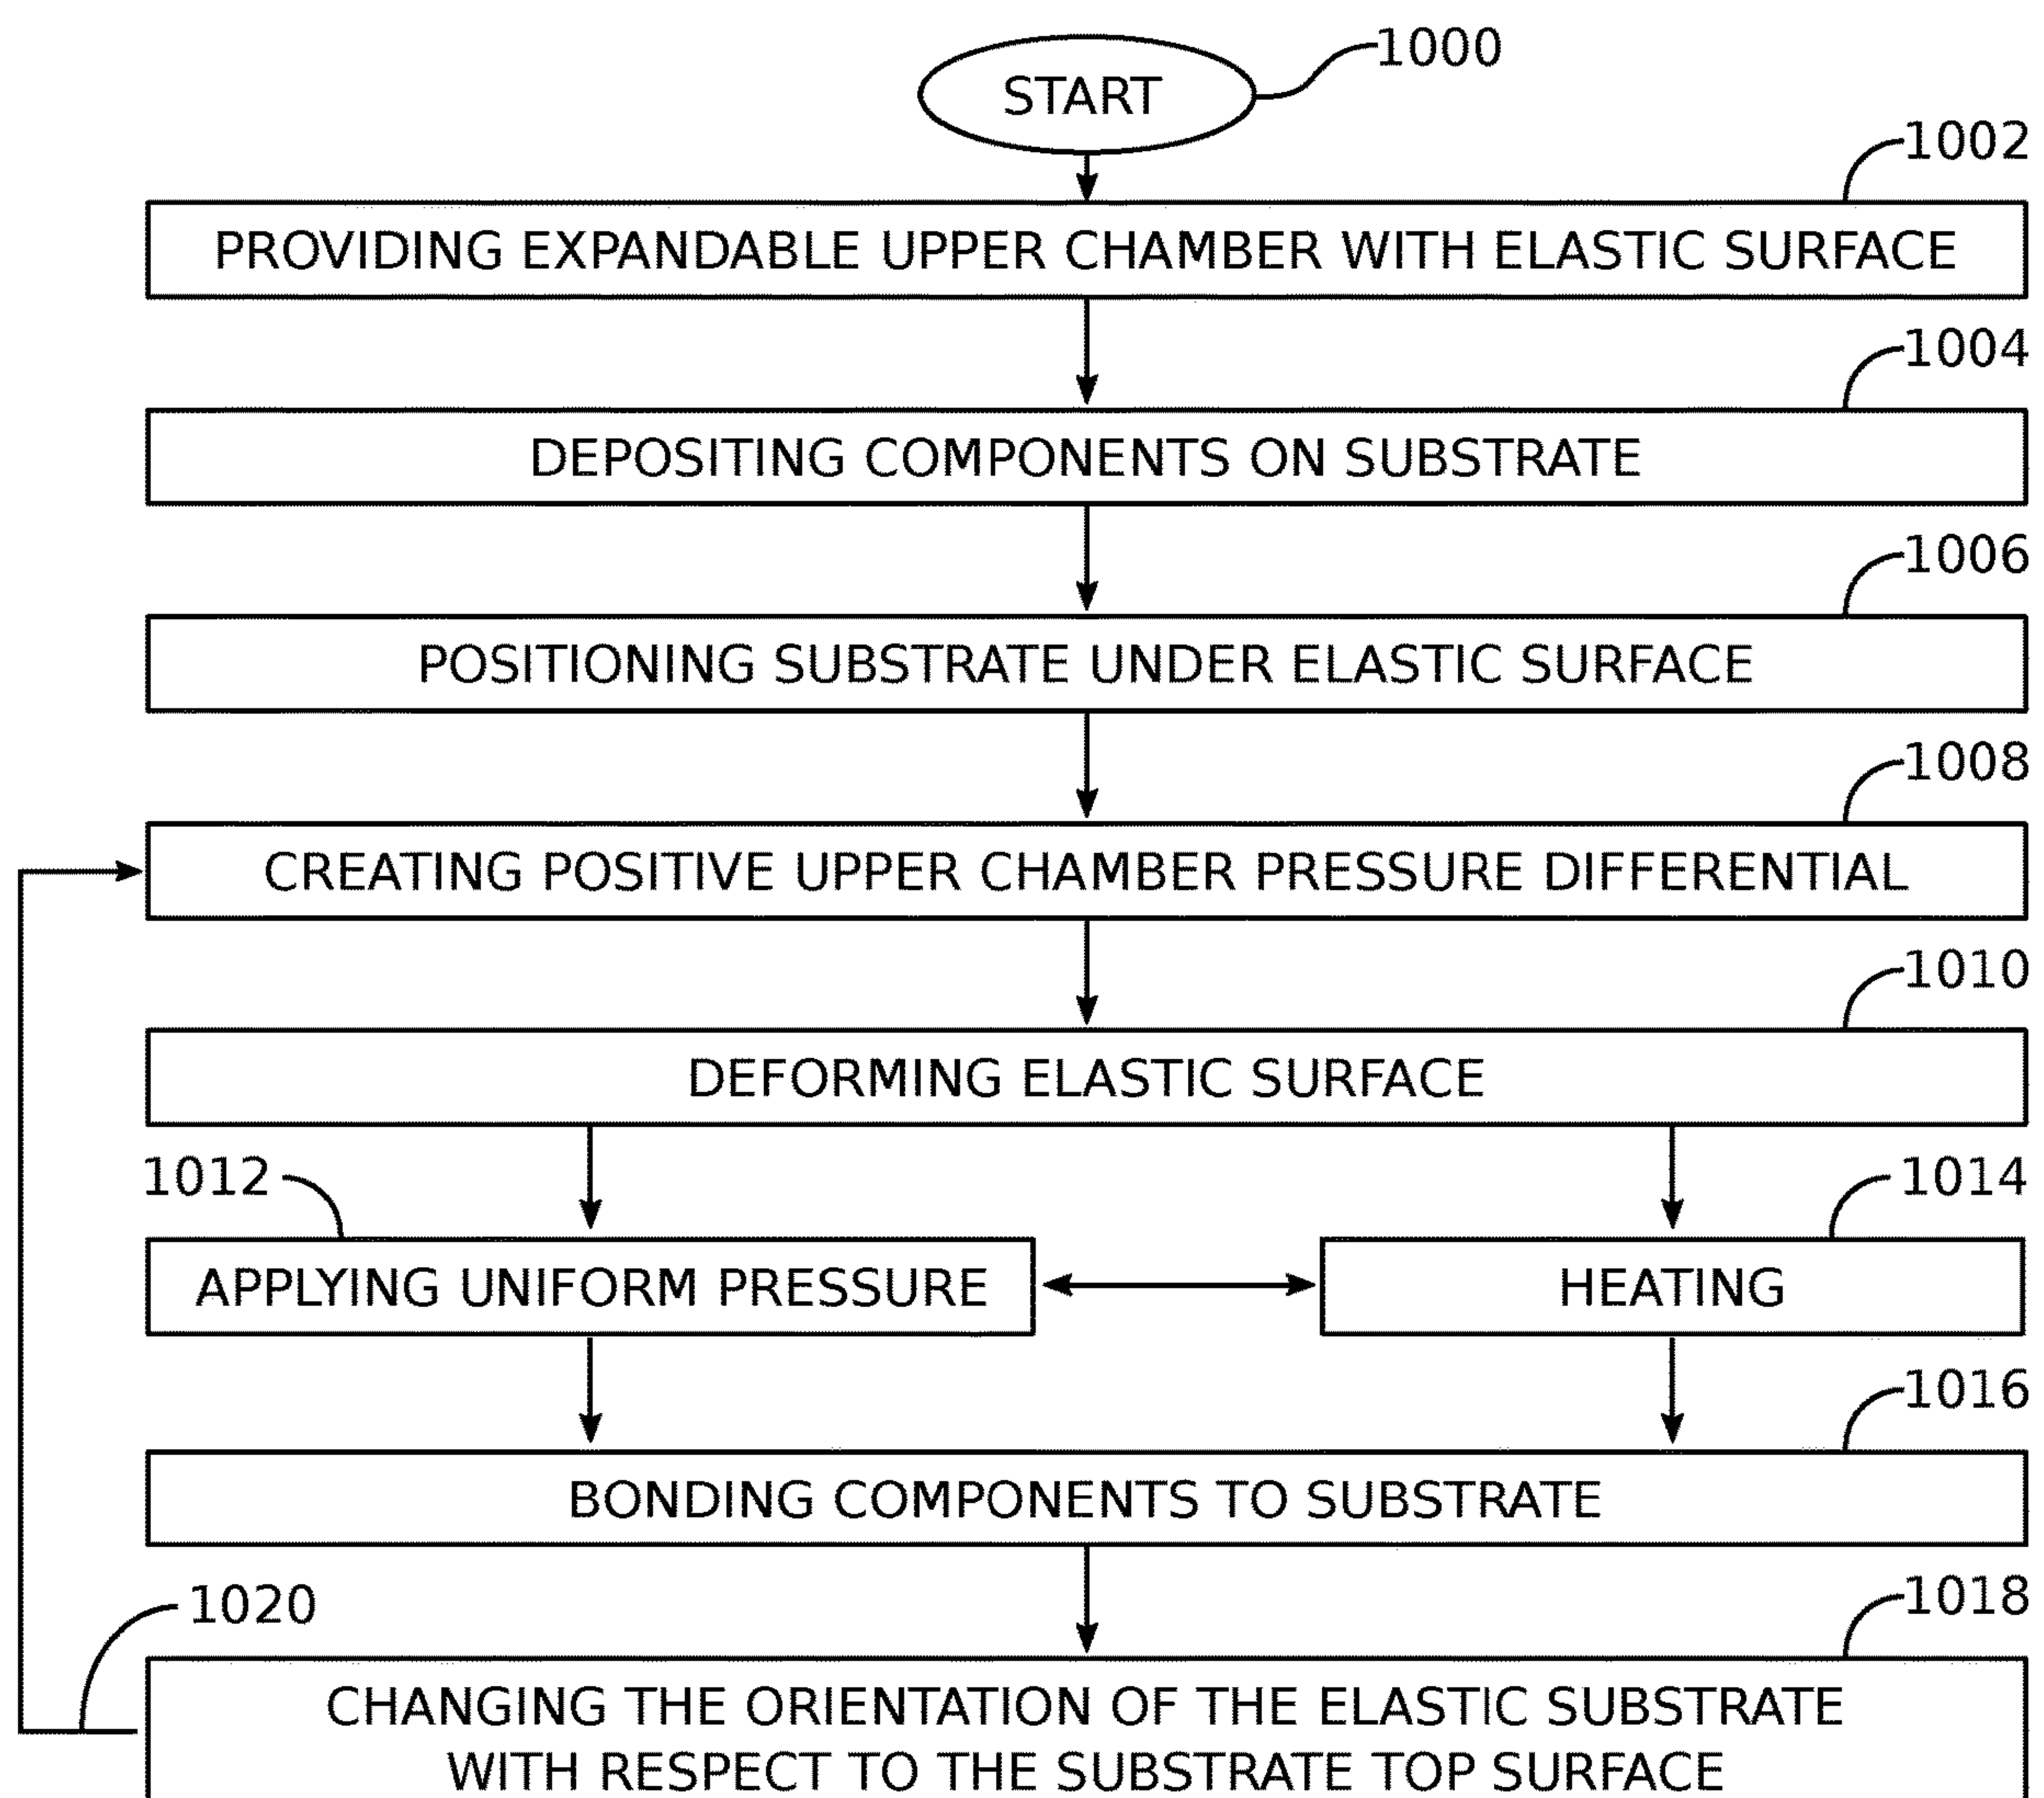 START
1000
1002
PROVIDING EXPANDABLE UPPER CHAMBER WITH ELASTIC SURFACE
1004
DEPOSITING COMPONENTS ON SUBSTRATE
1006
POSITIONING SUBSTRATE UNDER ELASTIC SURFACE
1008
CREATING POSITIVE UPPER CHAMBER PRESSURE DIFFERENTIAL
1010
DEFORMING ELASTIC SURFACE
1012
1014
APPLYING UNIFORM PRESSURE
HEATING
1016
BONDING COMPONENTS TO SUBSTRATE
1020
1018
CHANGING THE ORIENTATION OF THE ELASTIC SUBSTRATE
WITH RESPECT TO THE SUBSTRATE TOP SURFACE